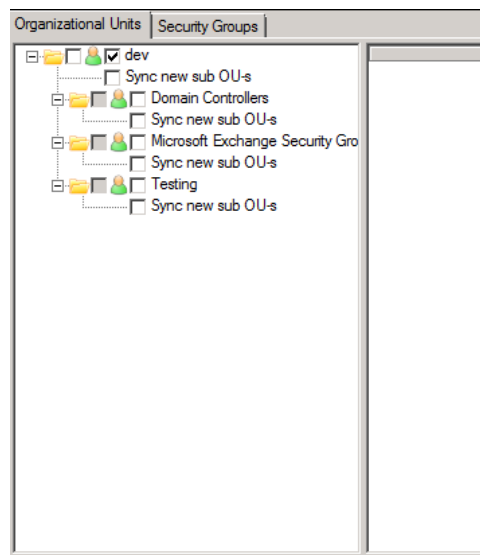 Organizational Units
Security Groups
dev
Sync new sub OU-s
Domain Controllers
Sync new sub OU-s
Microsoft Exchange Security Gro
Sync new sub OU-s
Testing
Sync new sub OU-s